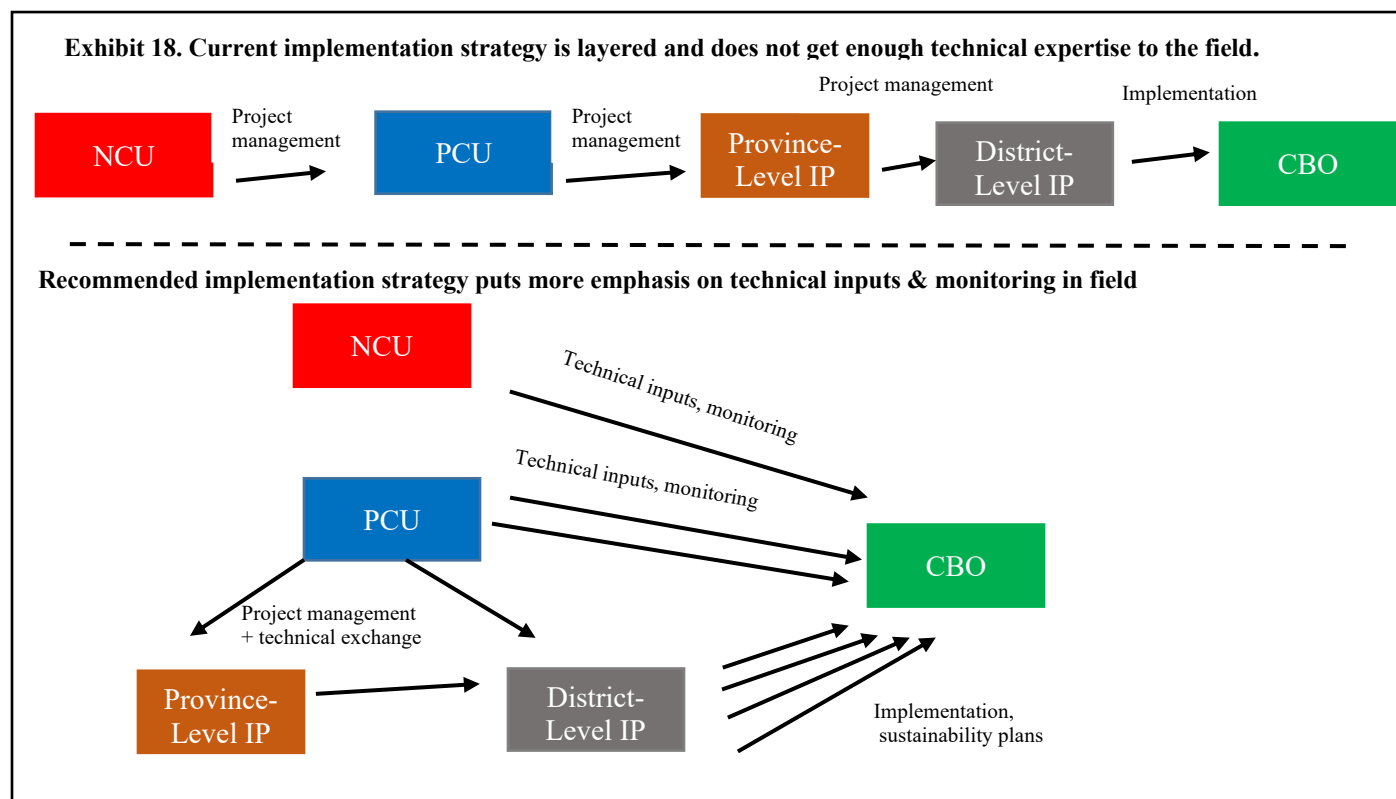 Exhibit 18. Current implementation strategy is layered and does not get enough technical expertise to the field.
Project management
Implementation
Project
management
Project
management
NCU
PCU
Province-
Level IP
District-
Level IP
CBO
Recommended implementation strategy puts more emphasis on technical inputs & monitoring in field
NCU
Technical inputs, monitoring
Technical inputs, monitoring
PCU
CBO
Project management
+ technical exchange
Province-
Level IP
District-
Level IP
Implementation,
sustainability plans